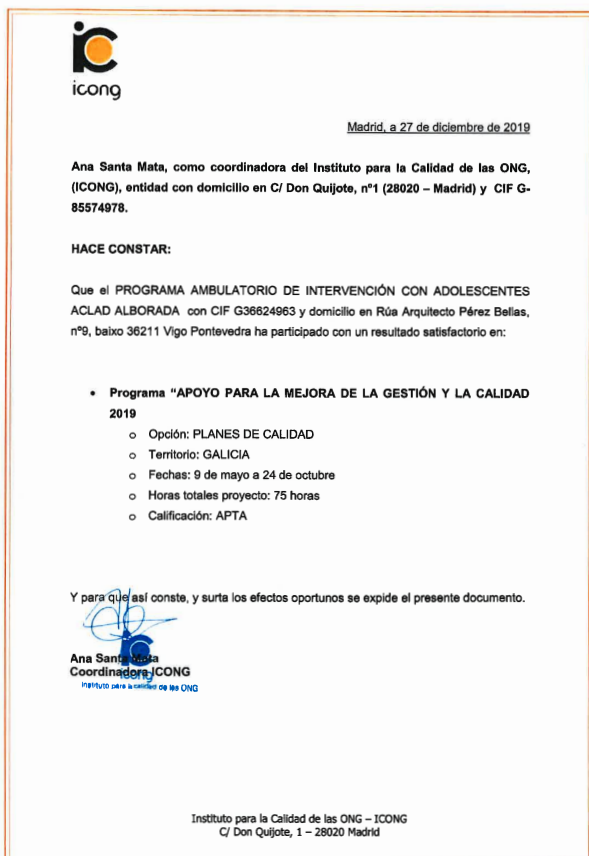 icong
Madrid, a 27 de diciembre de 2019
Ana Santa Mata, como coordinadora del Instituto para la Calidad de las ONG,
(ICONG), entidad con domicilio en C/ Don Quijote, nº1 (28020 – Madrid) y CIF G-
85574978.
HACE CONSTAR:
Que el PROGRAMA AMBULATORIO DE INTERVENCIÓN CON ADOLESCENTES
ACLAD ALBORADA con CIF G36624963 y domicilio en Rúa Arquitecto Pérez Bellas,
nº9, baixo 36211 Vigo Pontevedra ha participado con un resultado satisfactorio en:
• Programa “APOYO PARA LA MEJORA DE LA GESTIÓN Y LA CALIDAD
2019
o Opción: PLANES DE CALIDAD
o Territorio: GALICIA
o Fechas: 9 de mayo a 24 de octubre
o Horas totales proyecto: 75 horas
o Calificación: APTA
Y para que así conste, y surta los efectos oportunos se expide el presente documento.
Ana Santa Mata
Coordinadora ICONG
icong
Instituto para la calidad de las ONG
Instituto para la Calidad de las ONG – ICONG
C/ Don Quijote, 1 – 28020 Madrid